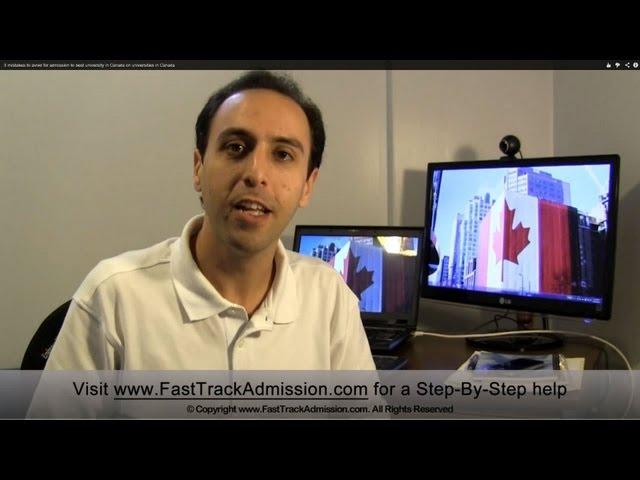 3 mistakes to avoid for admission to best university in Canada on universities in Canada
LG
Visit www.FastTrackAdmission.com for a Step-By-Step help
© Copyright www.FastTrackAdmission.com. All Rights Reserved